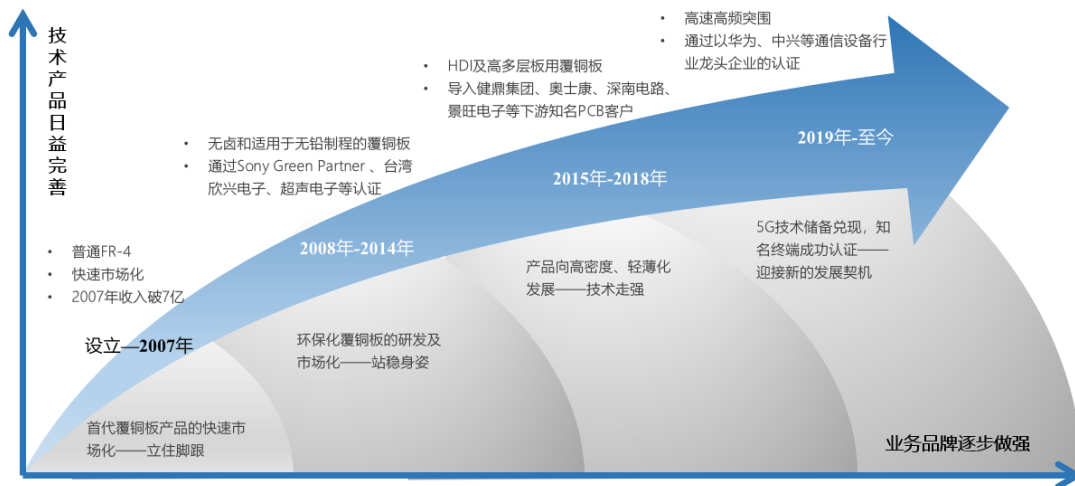 技术产品日益完善
• 高速高频突围
• 通过以华为、中兴等通信设备行
业龙头企业的认证
• HDI及高多层板用覆铜板
• 导入健鼎集团、奥士康、深南电路、
景旺电子等下游知名PCB客户
• 无卤和适用于无铅制程的覆铜板
• 通过Sony Green Partner 、台湾
欣兴电子、超声电子等认证
• 普通FR-4
• 快速市场化
• 2007年收入破7亿
设立—2007年
2008年-2014年
2015年-2018年
2019年-至今
首代覆铜板产品的快速市
场化——立住脚跟
环保化覆铜板的研发及
市场化——站稳身姿
产品向高密度、轻薄化
发展——技术走强
5G技术储备兑现，知
名终端成功认证——
迎接新的发展契机
业务品牌逐步做强